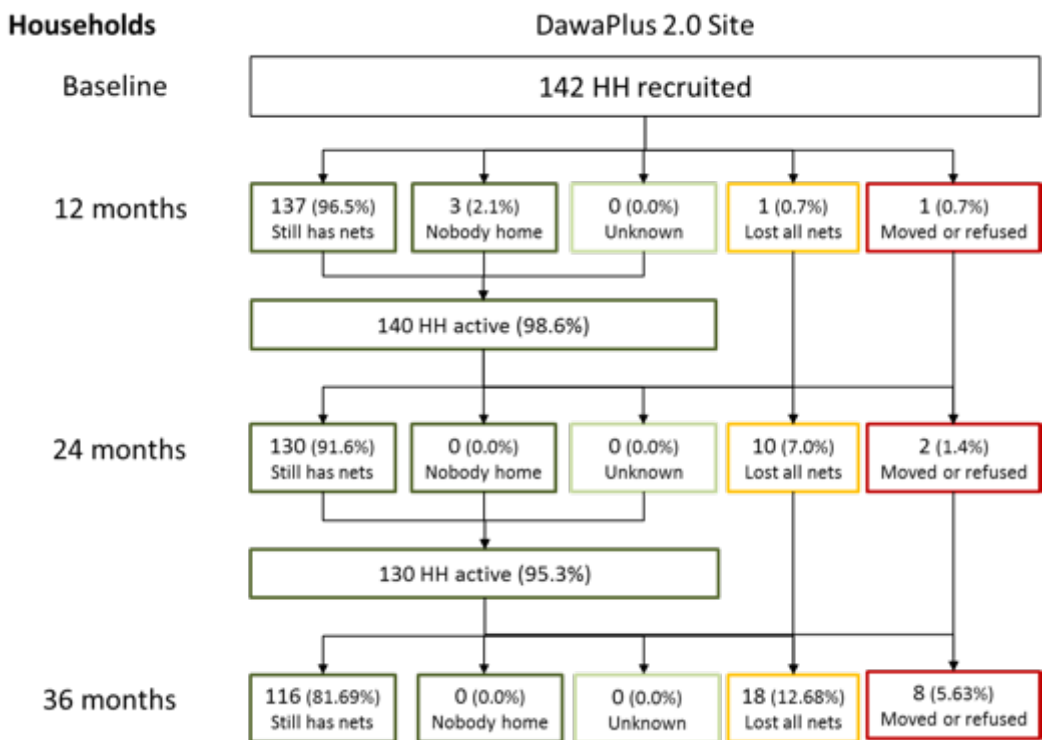 Households
DawaPlus 2.0 Site
Baseline
142 HH recruited
12 months
137 (96.5%)
Still has nets
3 (2.1%)
Nobody home
0 (0.0%)
Unknown
1 (0.7%)
Lost all nets
1 (0.7%)
Moved or refused
140 HH active (98.6%)
24 months
130 (91.6%)
Still has nets
0 (0.0%)
Nobody home
0 (0.0%)
Unknown
10 (7.0%)
Lost all nets
2 (1.4%)
Moved or refused
130 HH active (95.3%)
36 months
116 (81.69%)
Still has nets
0 (0.0%)
Nobody home
0 (0.0%)
Unknown
18 (12.68%)
Lost all nets
8 (5.63%)
Moved or refused